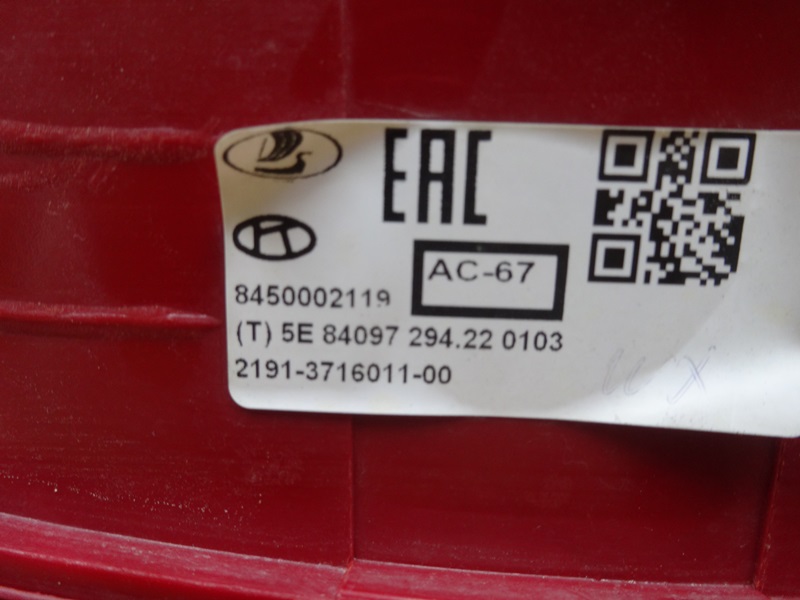 EAC
AC-67
8450002119
(T) 5E 84097 294.22 0103
2191-3716011-00